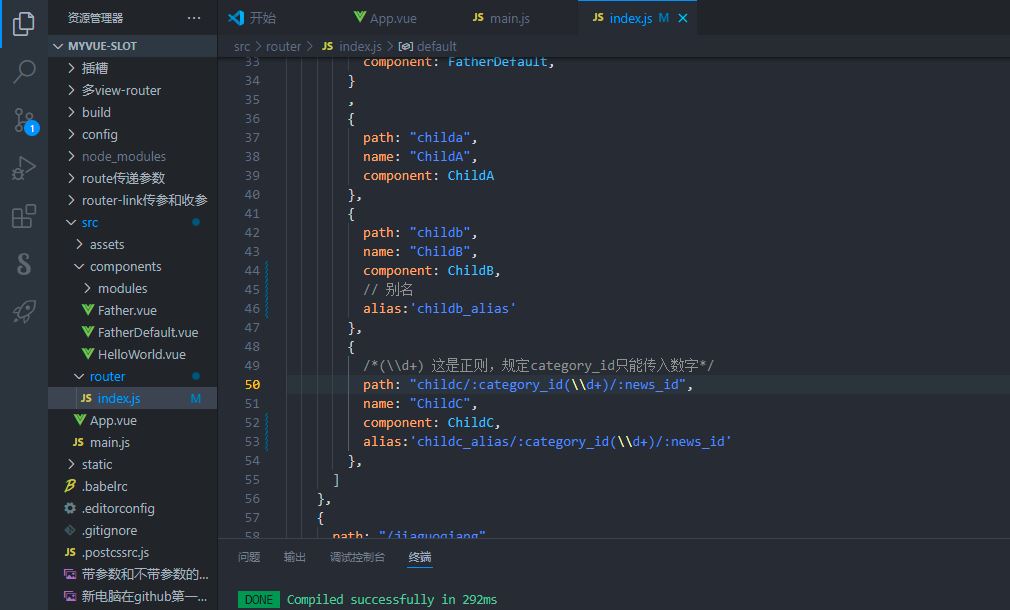 资源管理器 ···
MYVUE-SLOT
插槽
多view-router
build
config
node_modules
route传递参数
router-link传参和收参
src
assets
components
modules
Father.vue
FatherDefault.vue
HelloWorld.vue
router
JS index.js M
App.vue
JS main.js
static
.babelrc
.editorconfig
.gitignore
JS .postcssrc.js
带参数和不带参数的...
新电脑在github第一...
1
开始 App.vue JS main.js JS index.js M ×
src > router > JS index.js > default
33 component: FatherDefault,
34 }
35 ,
36 {
37 path: "childa",
38 name: "ChildA",
39 component: ChildA
40 },
41 {
42 path: "childb",
43 name: "ChildB",
44 component: ChildB,
45 // 别名
46 alias:'childb_alias'
47 },
48 {
49 /*(\\d+) 这是正则，规定category_id只能传入数字*/
50 path: "childc/:category_id(\\d+)/:news_id",
51 name: "ChildC",
52 component: ChildC,
53 alias:'childc_alias/:category_id(\\d+)/:news_id'
54 },
55 ]
56 },
57 {
58 path: "/jiaguoqiang"
问题 输出 调试控制台 终端
DONE Compiled successfully in 292ms